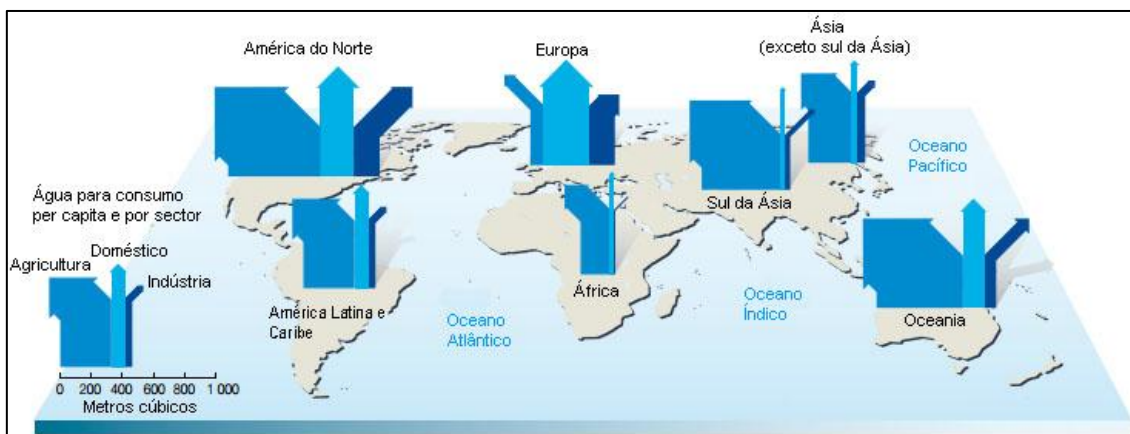 América do Norte
Europa
Ásia
(exceto sul da Ásia)
Oceano
Pacífico
Água para consumo
per capita e por sector
Doméstico
Agricultura
Indústria
América Latina e
Caribe
Oceano
Atlântico
África
Sul da Ásia
Oceano
Índico
Oceania
0 200 400 600 800 1 000
Metros cúbicos